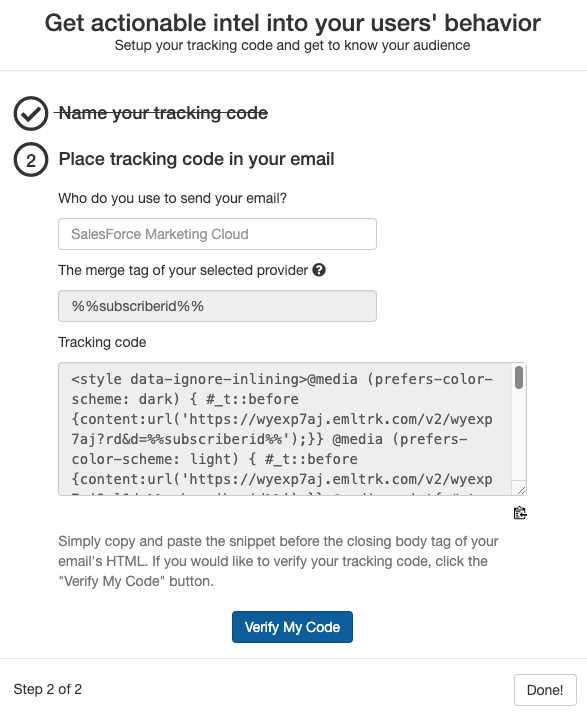 Get actionable intel into your users' behavior
Setup your tracking code and get to know your audience
Name your tracking code
2 Place tracking code in your email
Who do you use to send your email?
SalesForce Marketing Cloud
The merge tag of your selected provider ?
%%subscriberid%%
Tracking code
<style data-ignore-inlining>@media (prefers-color-
scheme: dark) { #_t::before
{content:url('https://wyexp7aj.emltrk.com/v2/wyexp
7aj?rd&d=%%subscriberid%%');}} @media (prefers-
color-scheme: light) { #_t::before
{content:url('https://wyexp7aj.emltrk.com/v2/wyexp
Simply copy and paste the snippet before the closing body tag of your
email's HTML. If you would like to verify your tracking code, click the
"Verify My Code" button.
Verify My Code
Step 2 of 2
Done!